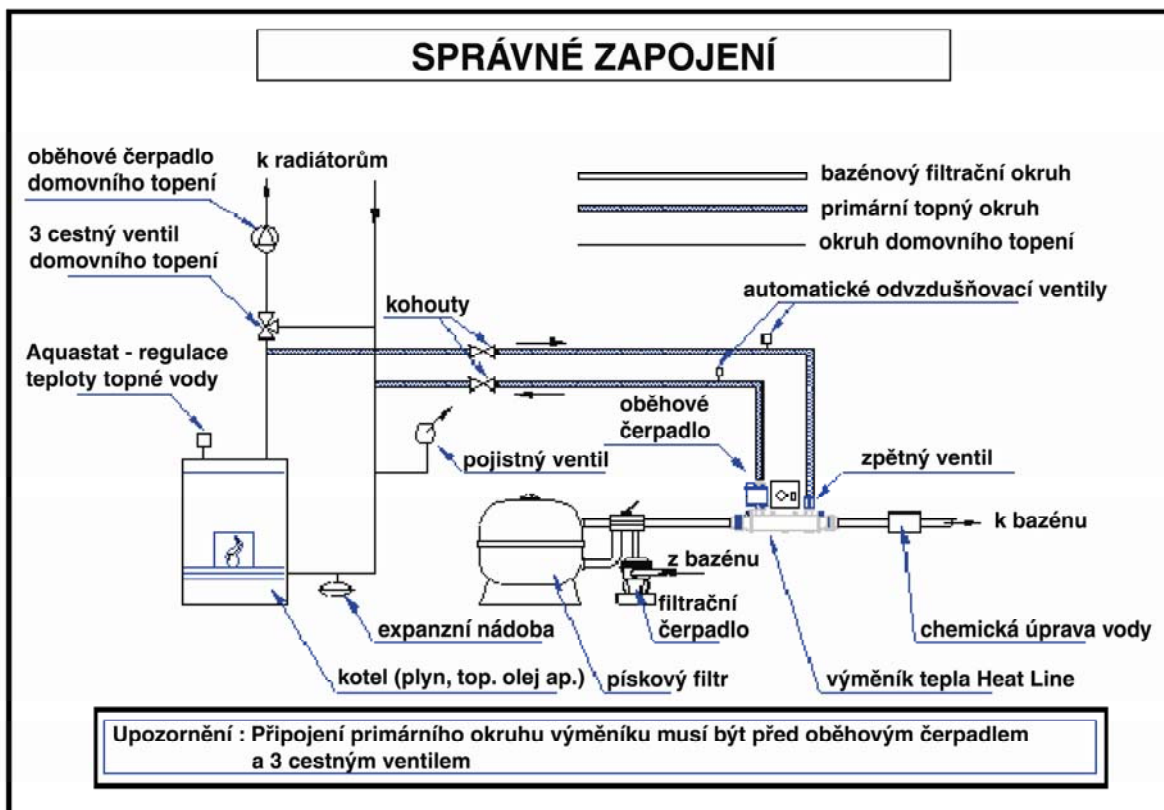 SPRÁVNÉ ZAPOJENÍ
oběhové čerpadlo
domovního topení
k radiátorům
bazénový filtrační okruh
primární topný okruh
okruh domovního topení
3 cestný ventil
domovního topení
kohouty
automatické odvzdušňovací ventily
Aquastat - regulace
teploty topné vody
oběhové
čerpadlo
pojistný ventil
zpětný ventil
k bazénu
z bazénu
filtrační
čerpadlo
expanzní nádoba
chemická úprava vody
kotel (plyn, top. olej ap.)
pískový filtr
výměník tepla Heat Line
Upozornění : Připojení primárního okruhu výměníku musí být před oběhovým čerpadlem
a 3 cestným ventilem